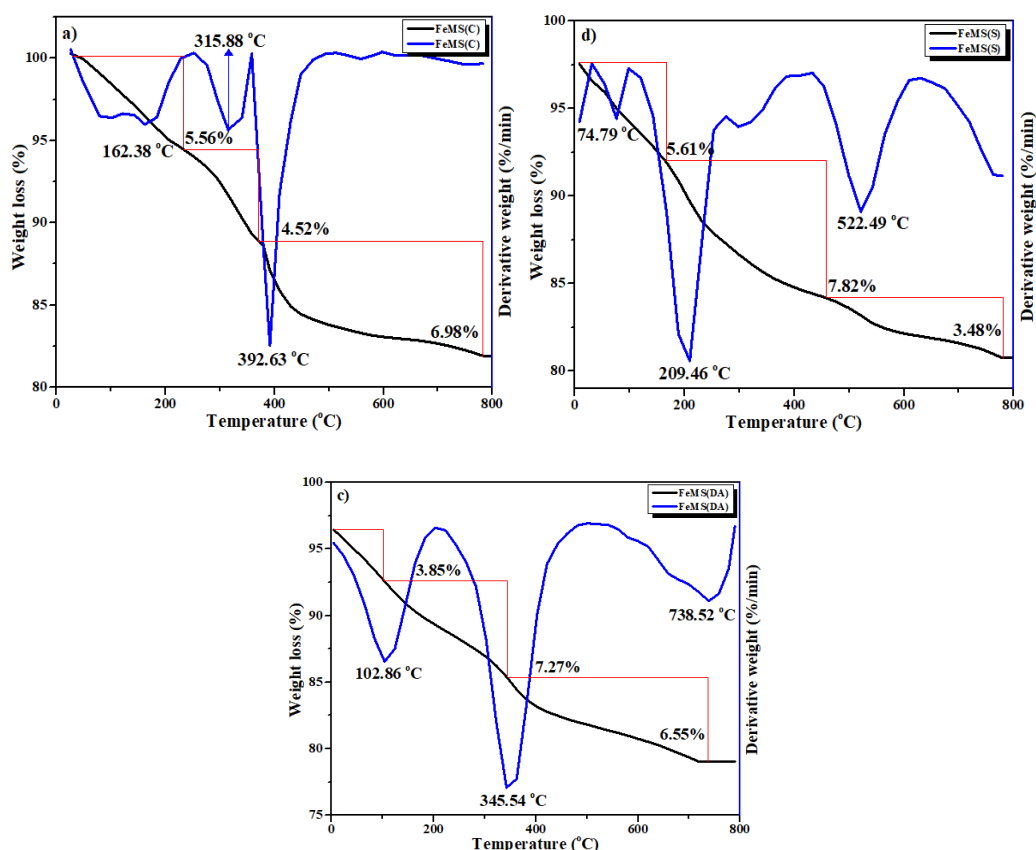 a)
FeMS(C)
FeMS(C)
315.88 °C
162.38 °C
5.56%
4.52%
6.98%
392.63 °C
100
95
90
85
80
0
200
400
600
800
Weight loss (%)
Derivative weight (%/min)
Temperature (°C)
d)
FeMS(S)
FeMS(S)
74.79 °C
5.61%
522.49 °C
7.82%
3.48%
209.46 °C
100
95
90
85
80
0
200
400
600
800
Weight loss (%)
Derivative weight (%/min)
Temperature (°C)
c)
FeMS(DA)
FeMS(DA)
3.85%
102.86 °C
738.52 °C
7.27%
6.55%
345.54 °C
100
95
90
85
80
75
0
200
400
600
800
Weight loss (%)
Derivative weight (%/min)
Temperature (°C)